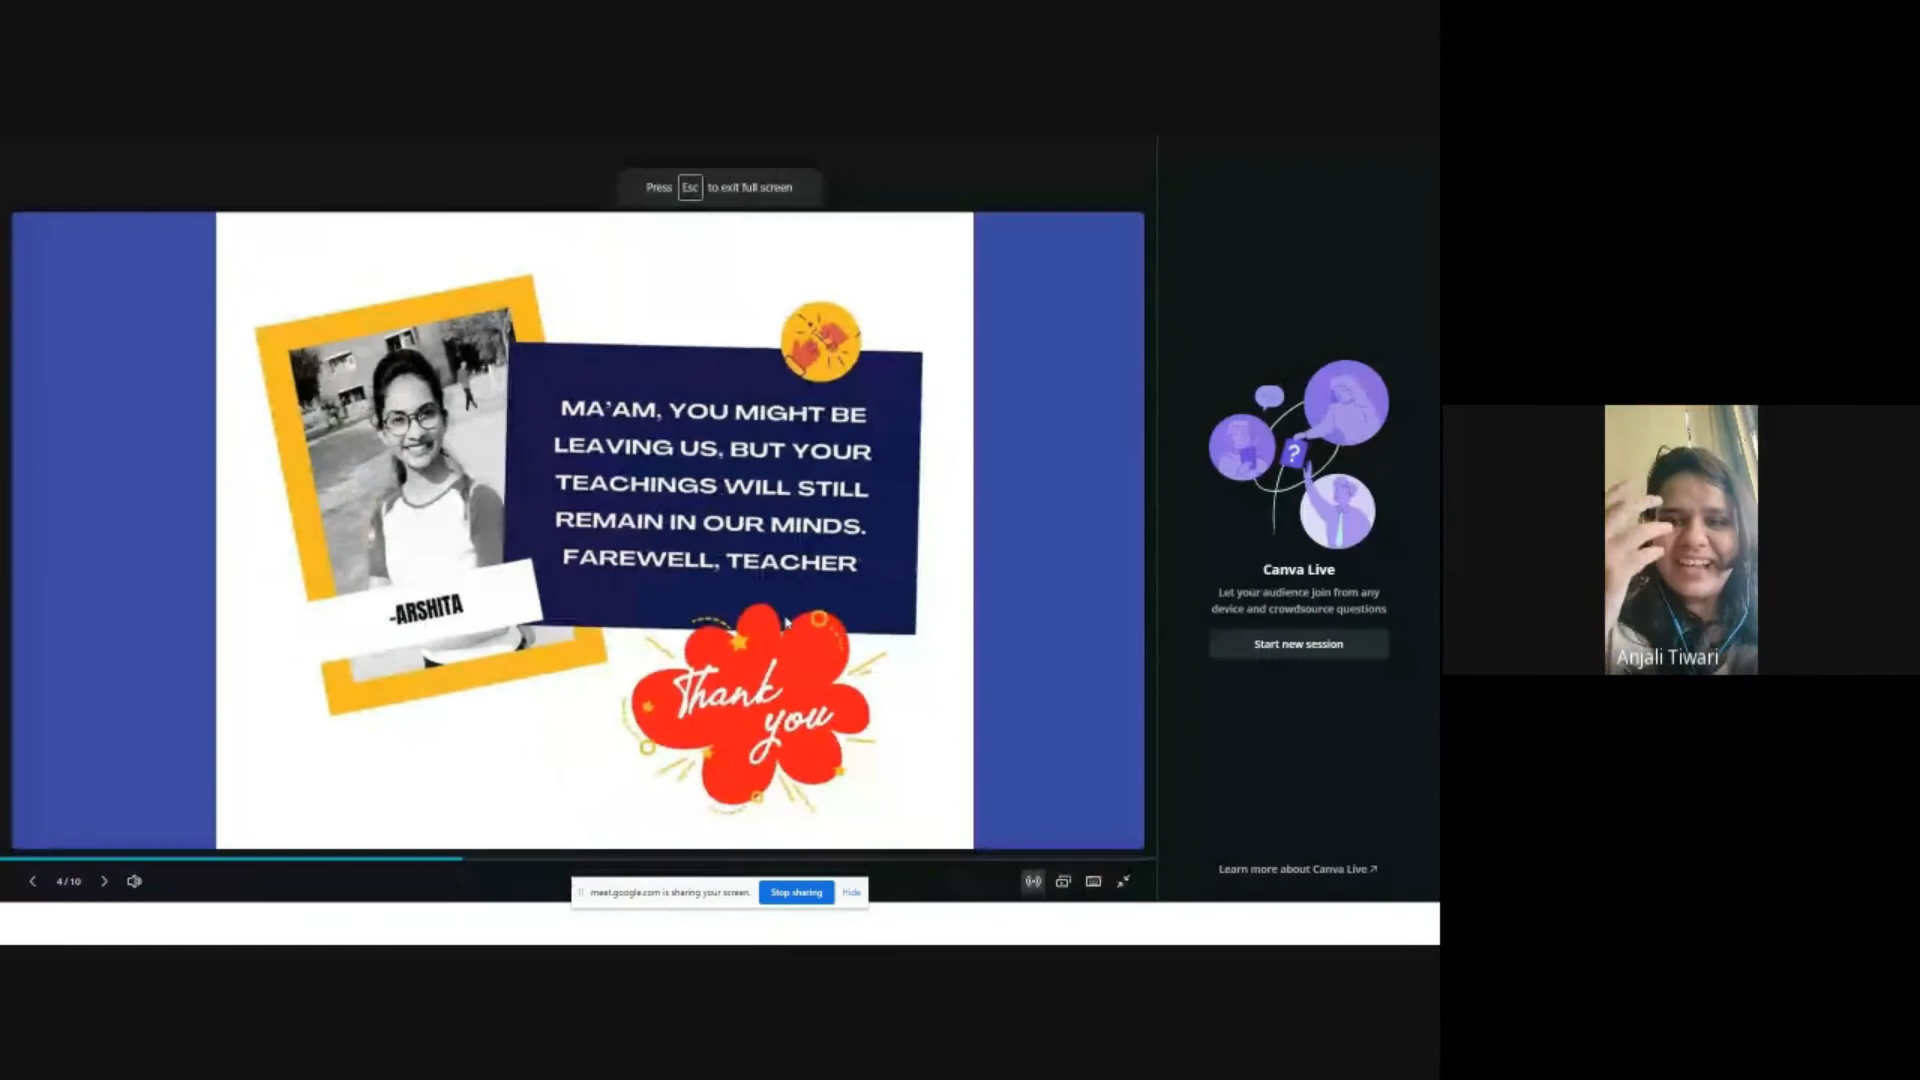 Press Esc to exit full screen
MA'AM, YOU MIGHT BE
LEAVING US, BUT YOUR
TEACHINGS WILL STILL
REMAIN IN OUR MINDS.
FAREWELL, TEACHER
-ARSHITA
Thank
you
?
Canva Live
Let your audience join from any
device and crowdsource questions
Start new session
Learn more about Canva Live
Anjali Tiwari
4/10
meet.google.com is sharing your screen.
Stop sharing
Hide